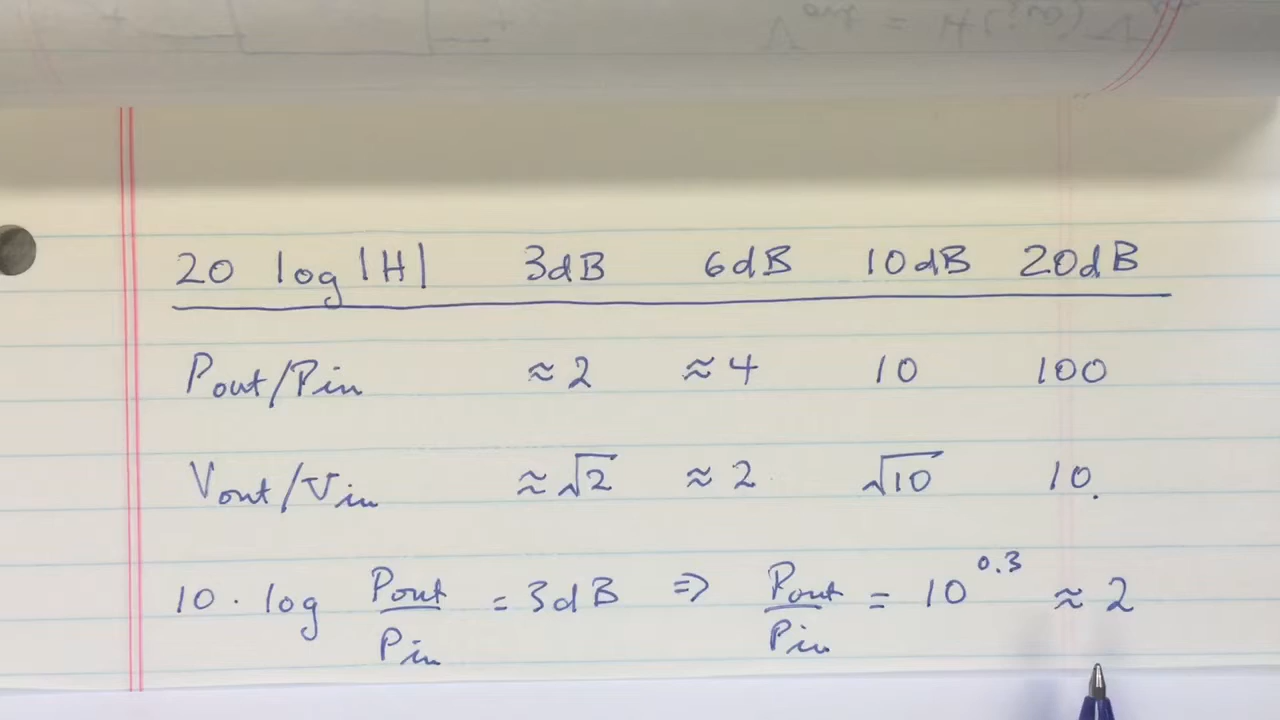 20 log |H| 3dB 6dB 10dB 20dB
Pout/Pin ≈2 ≈4 10 100
Vout/Vin ≈√2 ≈2 √10 10.
10 · log Pout/Pin = 3dB ⇒ Pout/Pin = 10^0.3 ≈ 2